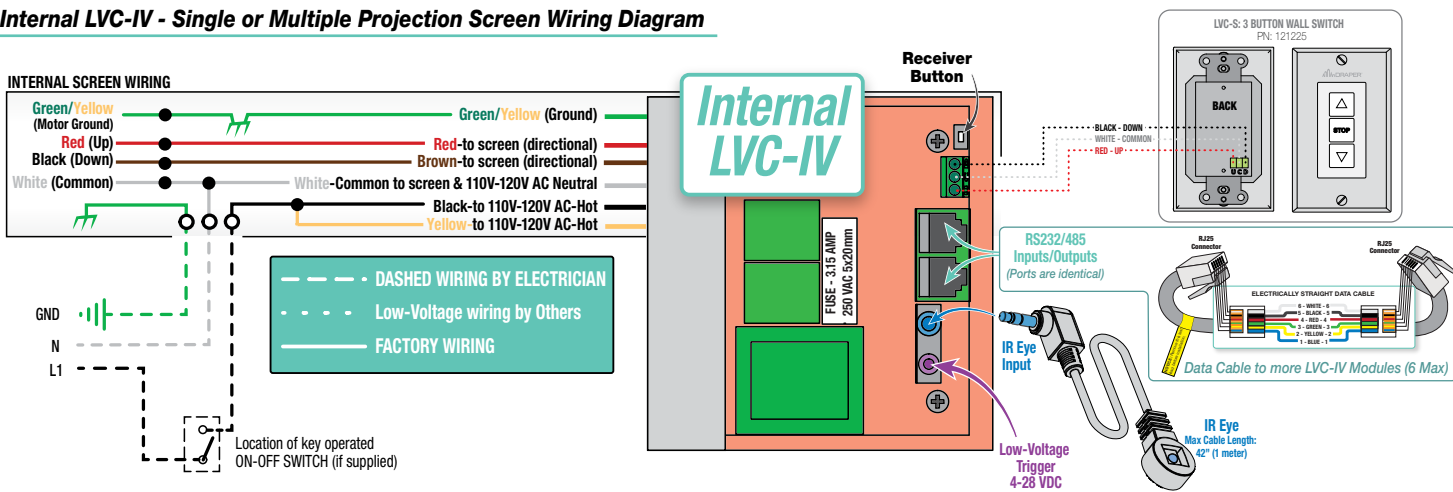 Internal LVC-IV - Single or Multiple Projection Screen Wiring Diagram
INTERNAL SCREEN WIRING
Green/Yellow
(Motor Ground)
Red (Up)
Black (Down)
White (Common)
Green/Yellow (Ground)
Red-to screen (directional)
Brown-to screen (directional)
White-Common to screen & 110V-120V AC Neutral
Black-to 110V-120V AC-Hot
Yellow-to 110V-120V AC-Hot
GND
N
L1
DASHED WIRING BY ELECTRICIAN
Low-Voltage wiring by Others
FACTORY WIRING
Location of key operated
ON-OFF SWITCH (if supplied)
Internal
LVC-IV
Receiver
Button
FUSE - 3.15 AMP
250 VAC 5x20mm
LVC-S: 3 BUTTON WALL SWITCH
PN: 121225
BACK
U C D
DRAPER
STOP
BLACK - DOWN
WHITE - COMMON
RED - UP
RS232/485
Inputs/Outputs
(Ports are identical)
RJ25
Connector
RJ25
Connector
ELECTRICALLY STRAIGHT DATA CABLE
6 - WHITE - 6
5 - BLACK - 5
4 - RED - 4
3 - GREEN - 3
2 - YELLOW - 2
1 - BLUE - 1
Data Cable to more LVC-IV Modules (6 Max)
IR Eye
Input
IR Eye
Max Cable Length:
42" (1 meter)
Low-Voltage
Trigger
4-28 VDC